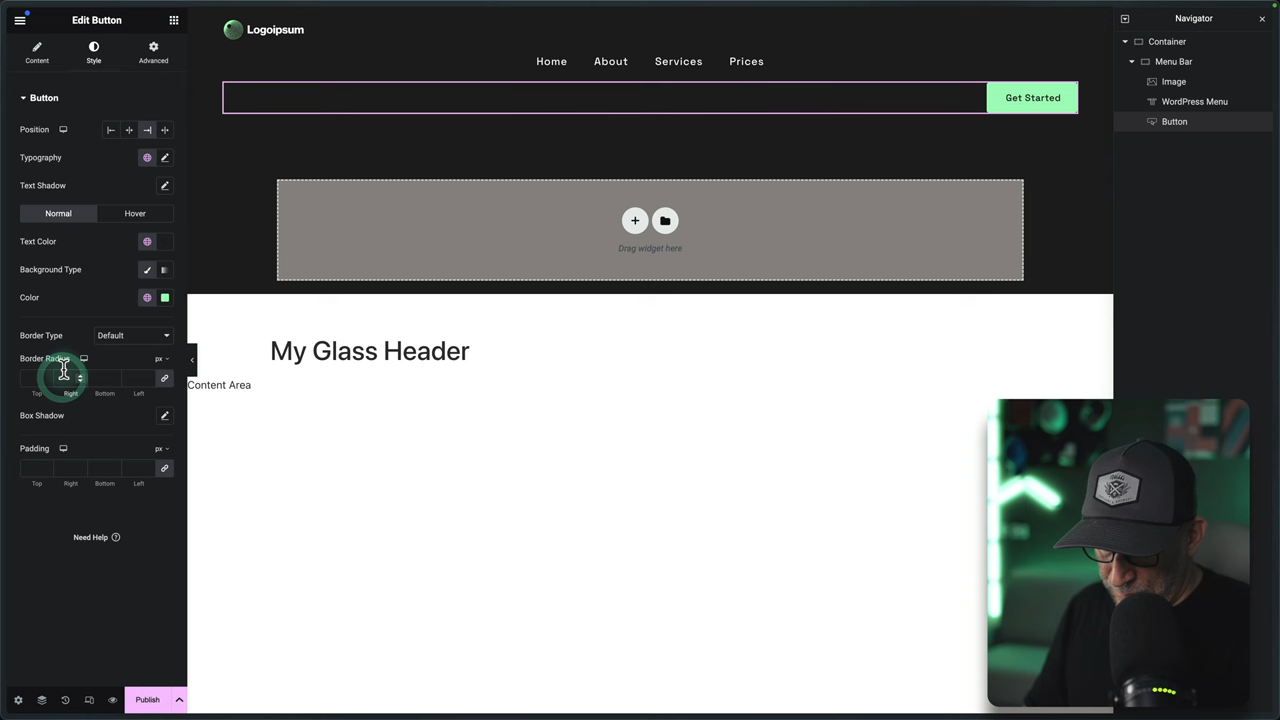 Edit Button
Content
Style
Advanced
Button
Position
Typography
Text Shadow
Normal
Hover
Text Color
Background Type
Color
Border Type
Default
Border Radius
px
Top
Right
Bottom
Left
Box Shadow
Padding
px
Top
Right
Bottom
Left
Need Help
Publish
Logoipsum
Home
About
Services
Prices
Get Started
Drag widget here
My Glass Header
Content Area
Navigator
Container
Menu Bar
Image
WordPress Menu
Button